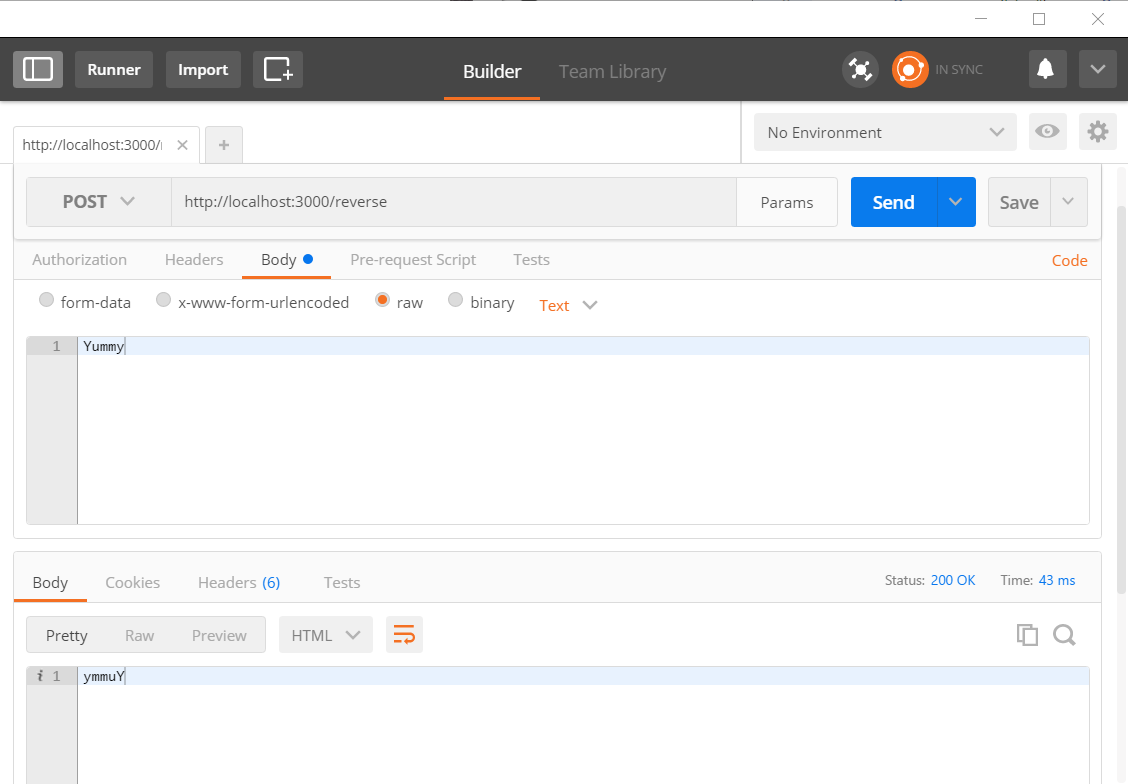 Runner Import Builder Team Library IN SYNC
http://localhost:3000/ No Environment
POST http://localhost:3000/reverse Params Send Save
Authorization Headers Body Pre-request Script Tests Code
form-data x-www-form-urlencoded raw binary Text
1 Yummy
Body Cookies Headers (6) Tests Status: 200 OK Time: 43 ms
Pretty Raw Preview HTML
i 1 ymmuY